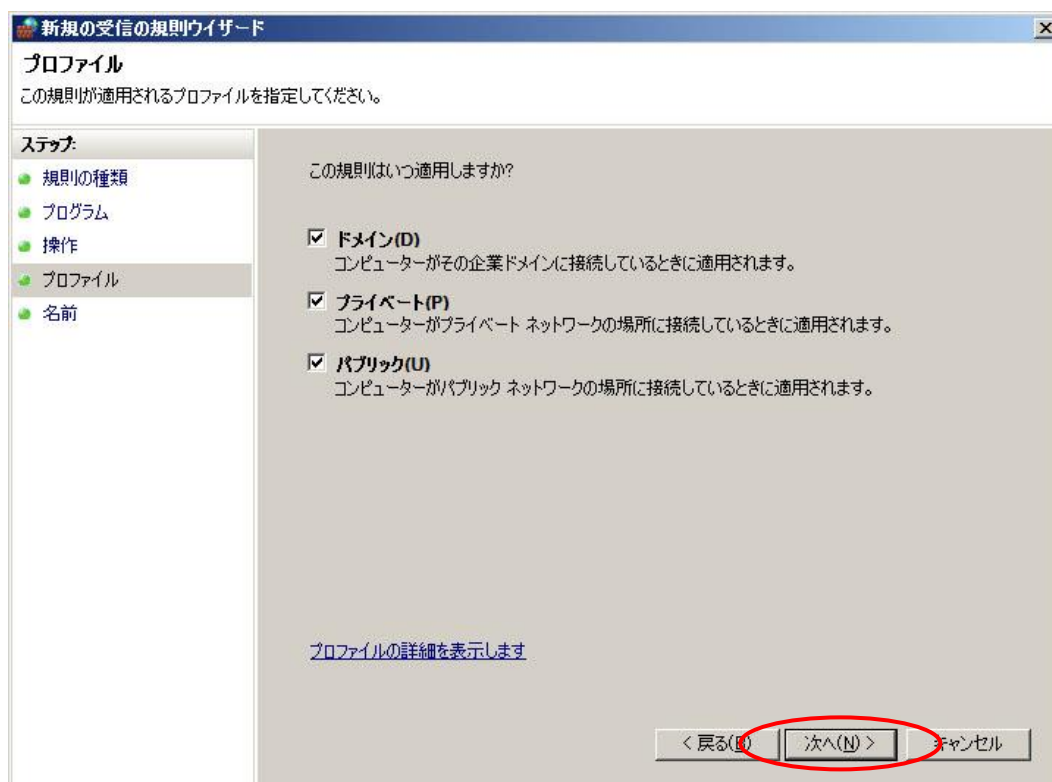 新規の受信の規則ウイザード
プロファイル
この規則が適用されるプロファイルを指定してください。
ステップ:
規則の種類
プログラム
操作
プロファイル
名前
この規則はいつ適用しますか?
ドメイン(D)
コンピューターがその企業ドメインに接続しているときに適用されます。
プライベート(P)
コンピューターがプライベート ネットワークの場所に接続しているときに適用されます。
パブリック(U)
コンピューターがパブリック ネットワークの場所に接続しているときに適用されます。
プロファイルの詳細を表示します
< 戻る(B) 次へ(N) > キャンセル